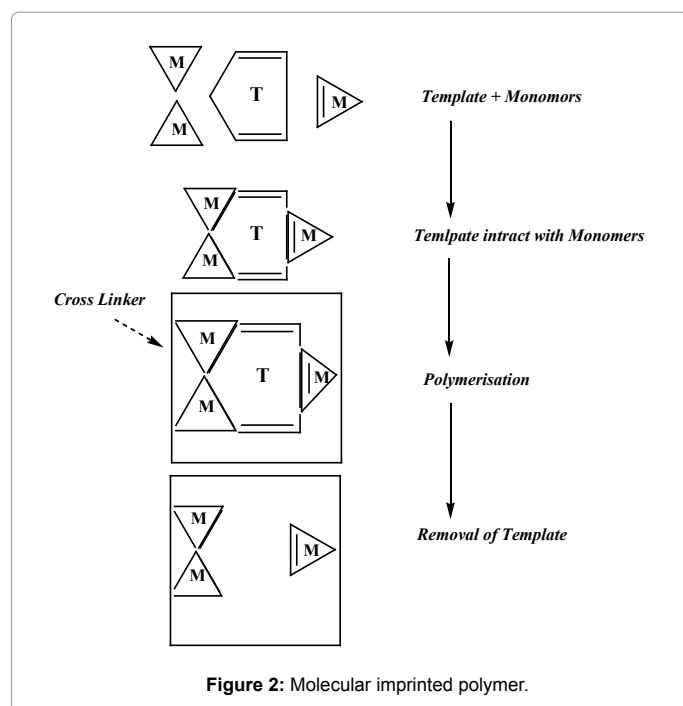 M
T
M
M
Template + Monomors
M
T
M
M
Temlpate intract with Monomers
Cross Linker
M
T
M
M
Polymerisation
M
M
M
Removal of Template
Figure 2: Molecular imprinted polymer.